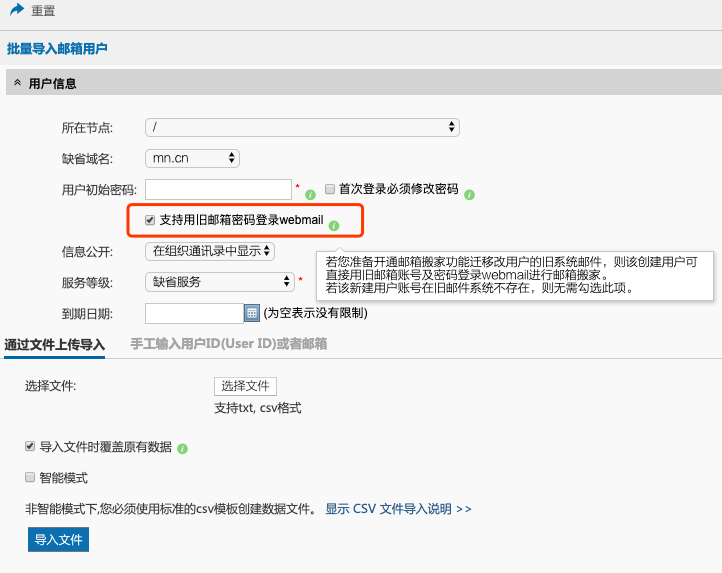 重置
批量导入邮箱用户
用户信息
所在节点: /
缺省域名: mn.cn
用户初始密码: * 首次登录必须修改密码
支持用旧邮箱密码登录webmail
信息公开: 在组织通讯录中显示
若您准备开通邮箱搬家功能迁移改用户的旧系统邮件，则该创建用户可
直接用旧邮箱账号及密码登录webmail进行邮箱搬家。
若该新建用户账号在旧邮件系统不存在，则无需勾选此项。
服务等级: 缺省服务 *
到期日期: (为空表示没有限制)
通过文件上传导入 手工输入用户ID(User ID)或者邮箱
选择文件: 选择文件
支持txt, csv格式
导入文件时覆盖原有数据
智能模式
非智能模式下,您必须使用标准的csv模板创建数据文件。 显示 CSV 文件导入说明 >>
导入文件